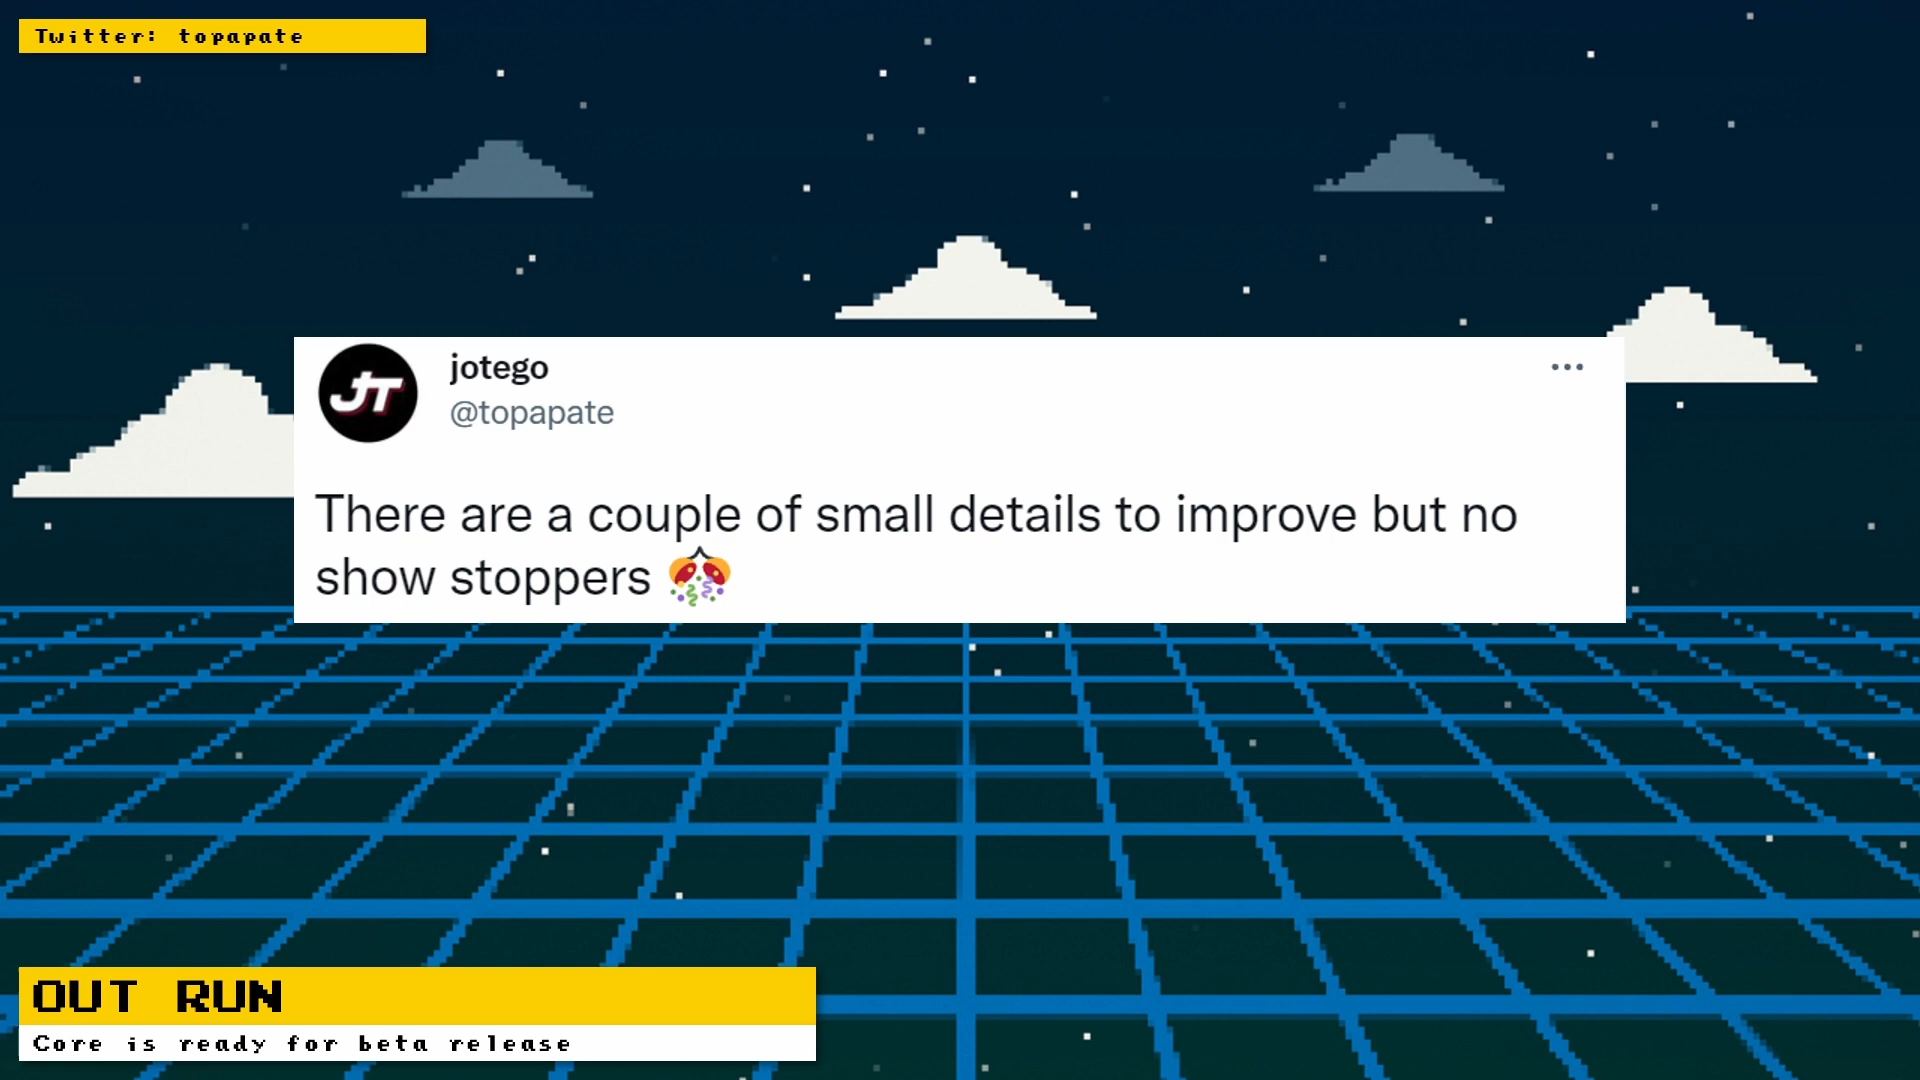 Twitter: topapate
JT
jotego
@topapate
There are a couple of small details to improve but no
show stoppers 🎊
OUT RUN
Core is ready for beta release